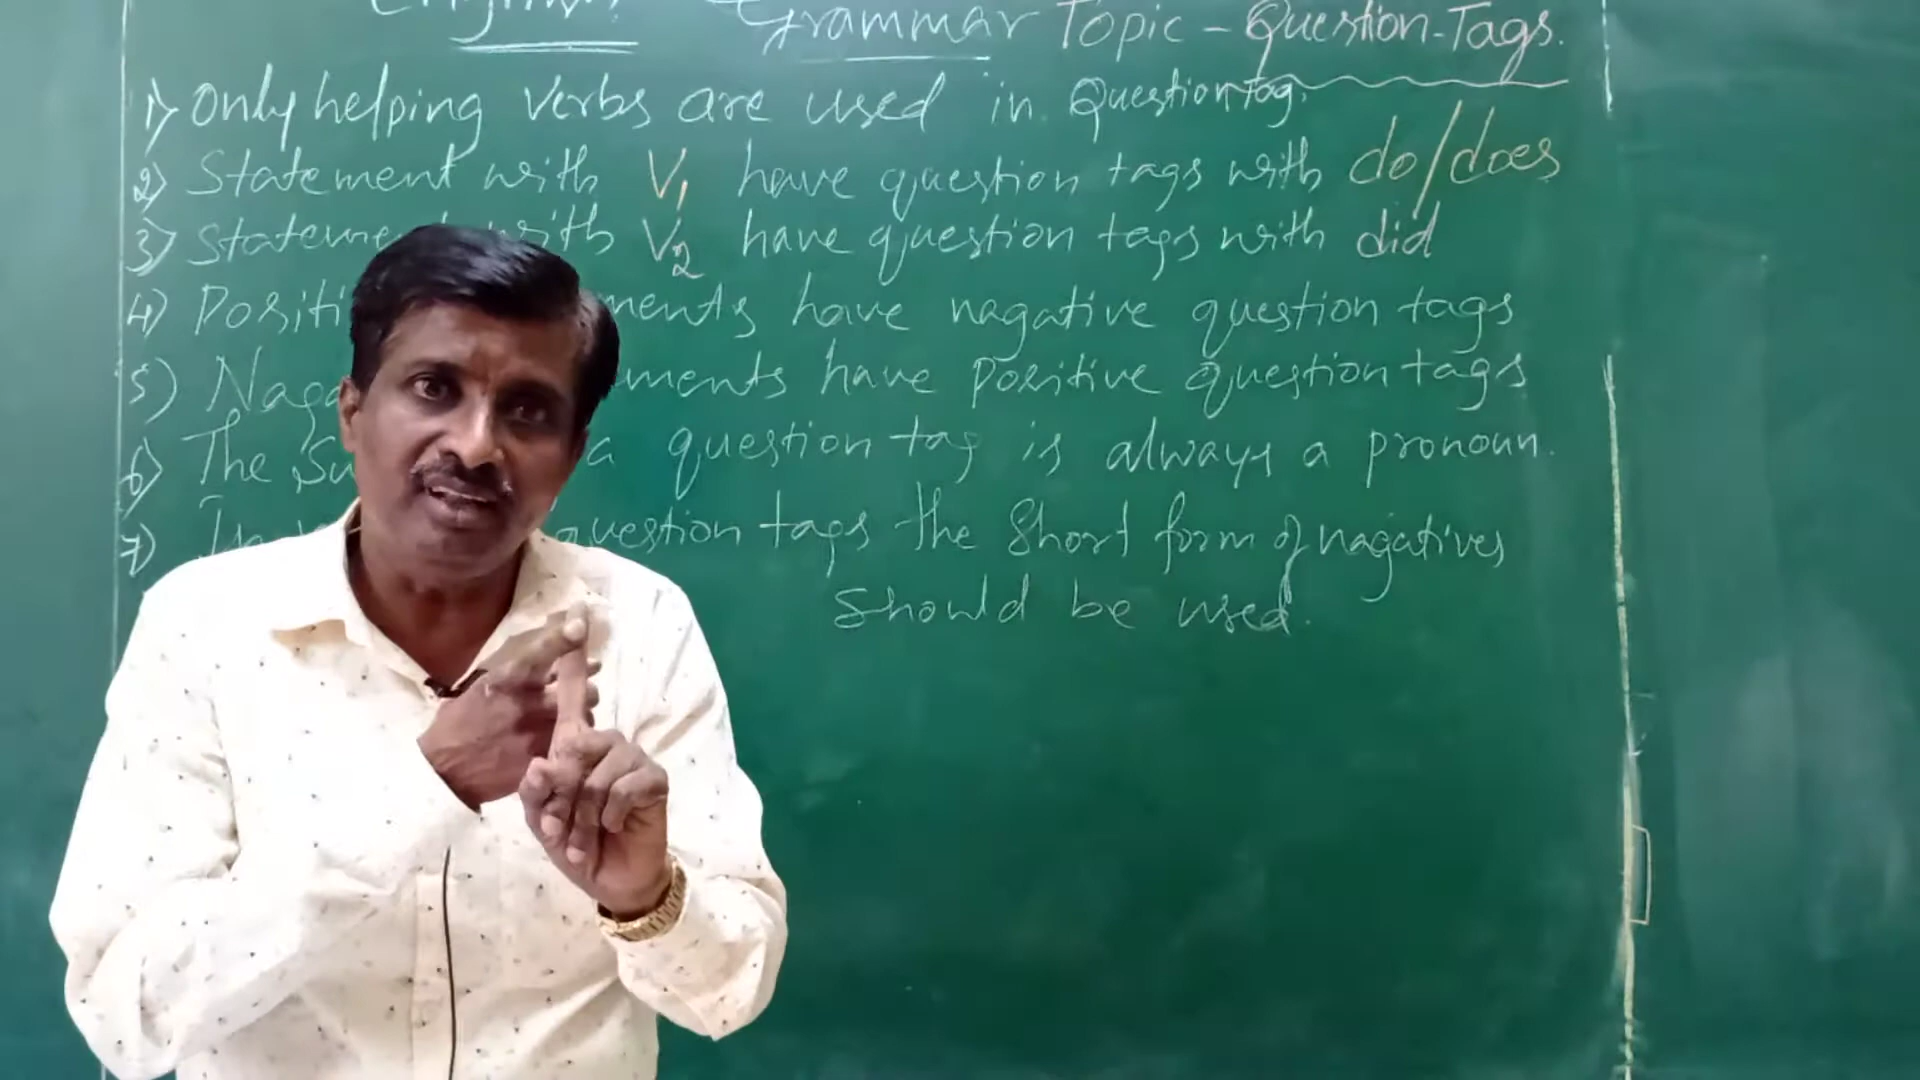 Grammar Topic - Question-Tags.
1) Only helping verbs are used in Question Tag.
2) Statement with V1 have question tags with do/does
3) Stateme with V2 have question tags with did
4) Positi ments have nagative question tags
5) Naga ements have positive question tags
6) The Su a question tag is always a pronoun.
7) question tags the short form of nagatives
should be used.